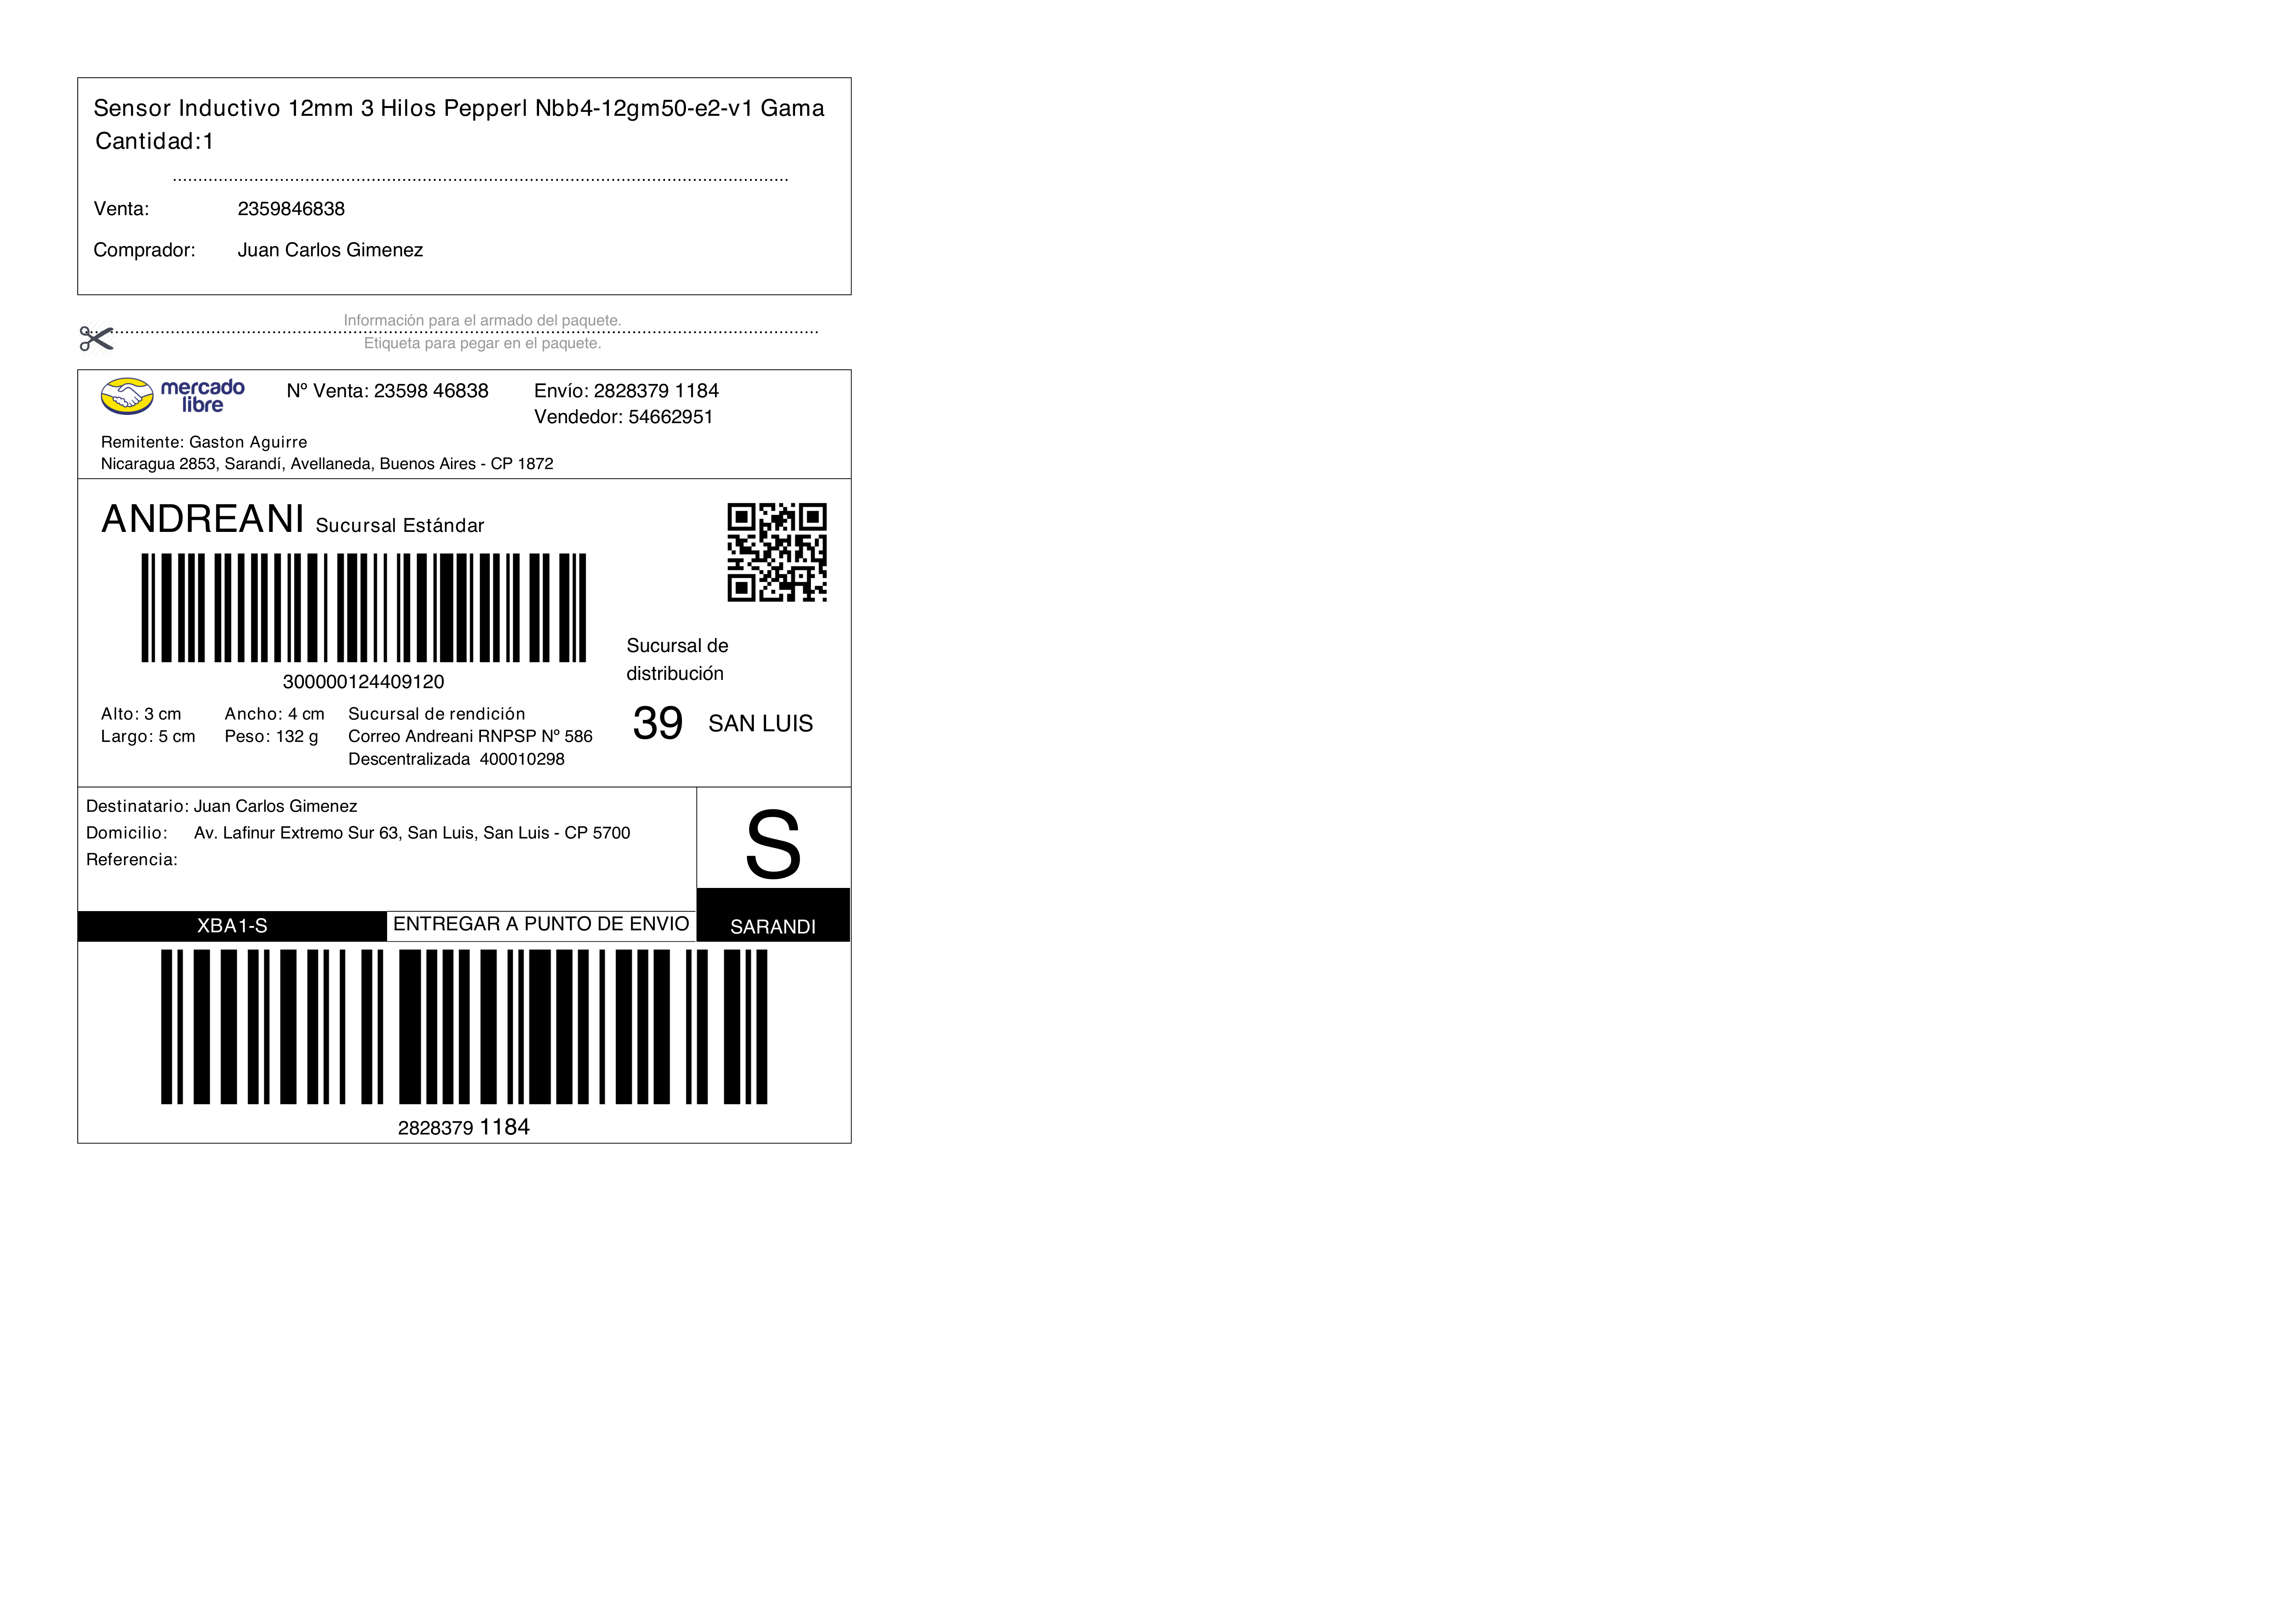 Sensor Inductivo 12mm 3 Hilos Pepperl Nbb4-12gm50-e2-v1 Gama
Cantidad:1
Venta: 2359846838
Comprador: Juan Carlos Gimenez
Información para el armado del paquete.
Etiqueta para pegar en el paquete.
mercado
libre
Nº Venta: 23598 46838 Envío: 2828379 1184
Vendedor: 54662951
Remitente: Gaston Aguirre
Nicaragua 2853, Sarandí, Avellaneda, Buenos Aires - CP 1872
ANDREANI Sucursal Estándar
300000124409120
Sucursal de
distribución
39 SAN LUIS
Alto: 3 cm Ancho: 4 cm Sucursal de rendición
Largo: 5 cm Peso: 132 g Correo Andreani RNPSP Nº 586
Descentralizada 400010298
Destinatario: Juan Carlos Gimenez
Domicilio: Av. Lafinur Extremo Sur 63, San Luis, San Luis - CP 5700
Referencia:
S
XBA1-S ENTREGAR A PUNTO DE ENVIO SARANDI
2828379 1184